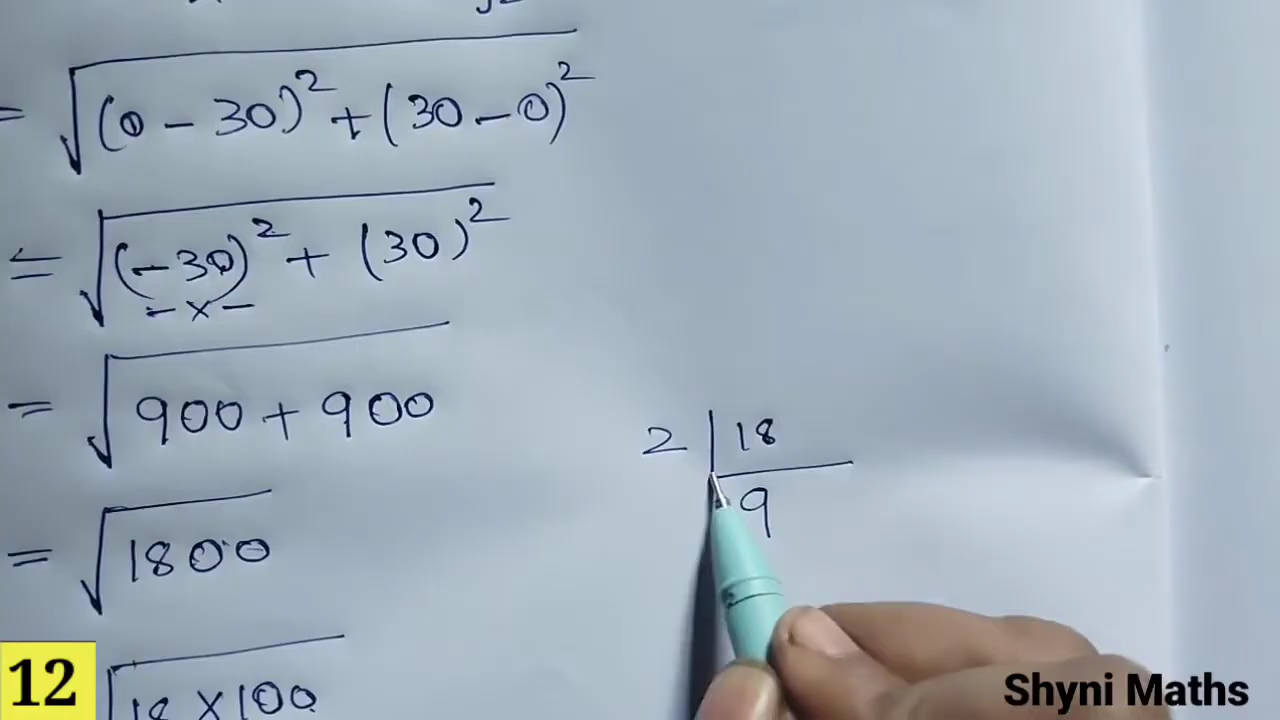 = √(0 - 30)² + (30 - 0)²
= √(-30)² + (30)²
- x -
= √900 + 900
= √1800
√18 x 100
2 | 18
9
12
Shyni Maths